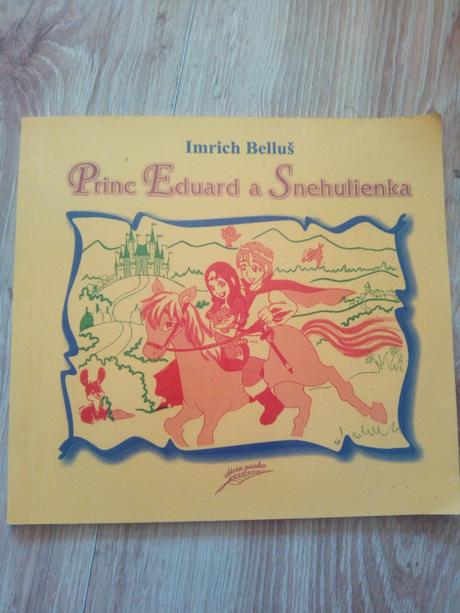 Imrich Belluš
Princ Eduard a Snehulienka